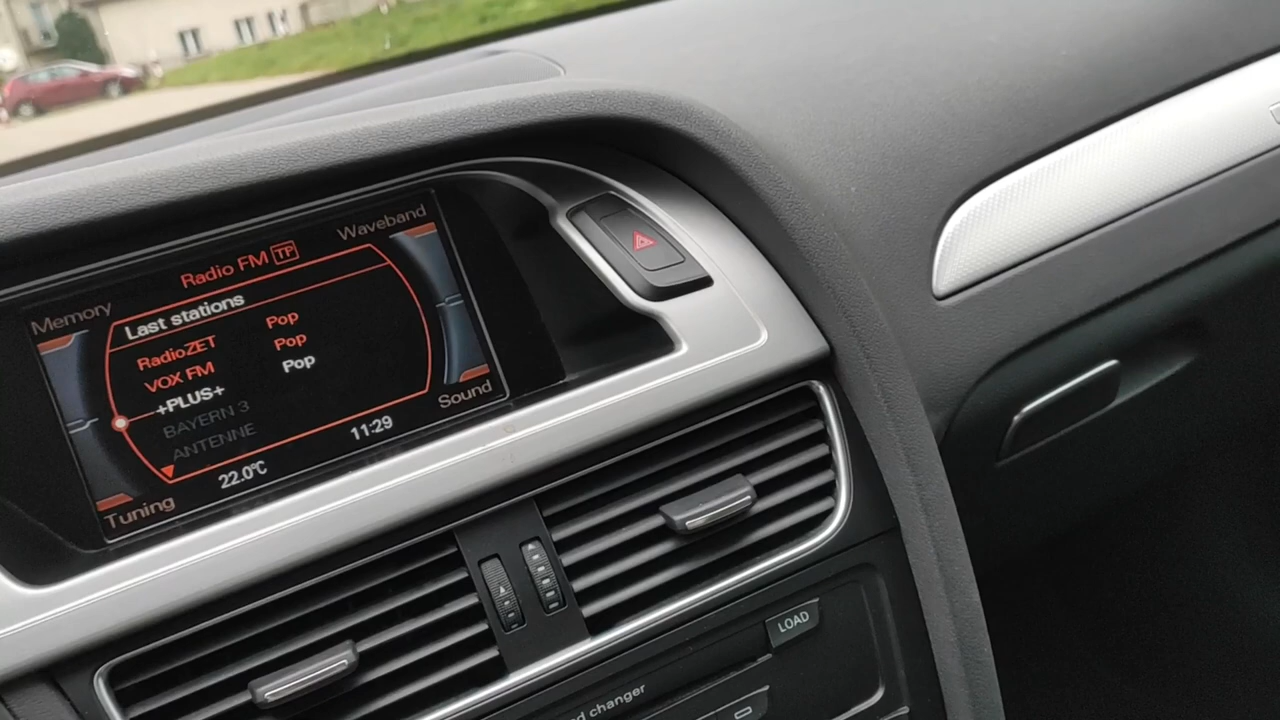 Waveband
Radio FM TP
Memory
Last stations
RadioZET Pop
VOX FM Pop
+PLUS+ Pop
BAYERN 3
ANTENNE
Sound
11:29
22.0°C
Tuning
LOAD
changer